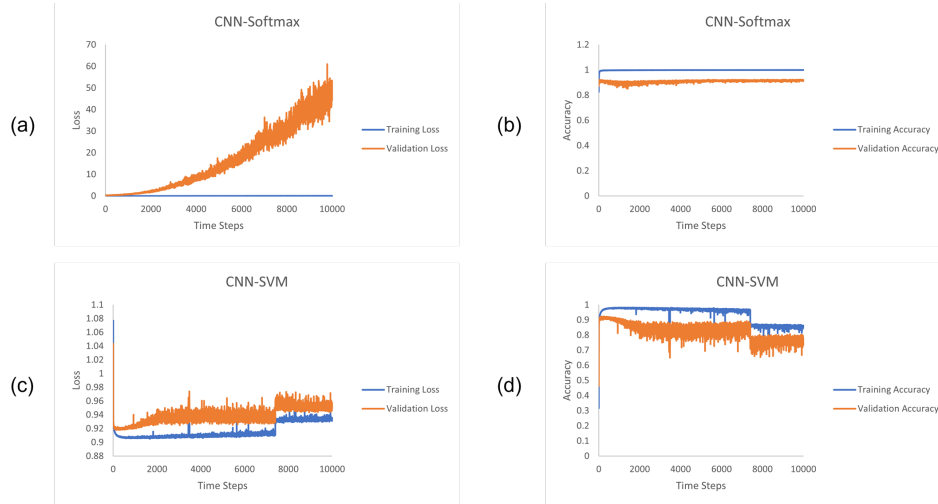 CNN-Softmax
70
60
50
40
30
20
10
0
0 2000 4000 6000 8000 10000
Loss
Time Steps
Training Loss
Validation Loss
(a)
CNN-Softmax
1.2
1
0.8
0.6
0.4
0.2
0
0 2000 4000 6000 8000 10000
Accuracy
Time Steps
Training Accuracy
Validation Accuracy
(b)
CNN-SVM
1.1
1.08
1.06
1.04
1.02
1
0.98
0.96
0.94
0.92
0.9
0.88
0 2000 4000 6000 8000 10000
Loss
Time Steps
Training Loss
Validation Loss
(c)
CNN-SVM
1
0.9
0.8
0.7
0.6
0.5
0.4
0.3
0.2
0.1
0
0 2000 4000 6000 8000 10000
Accuracy
Time Steps
Training Accuracy
Validation Accuracy
(d)